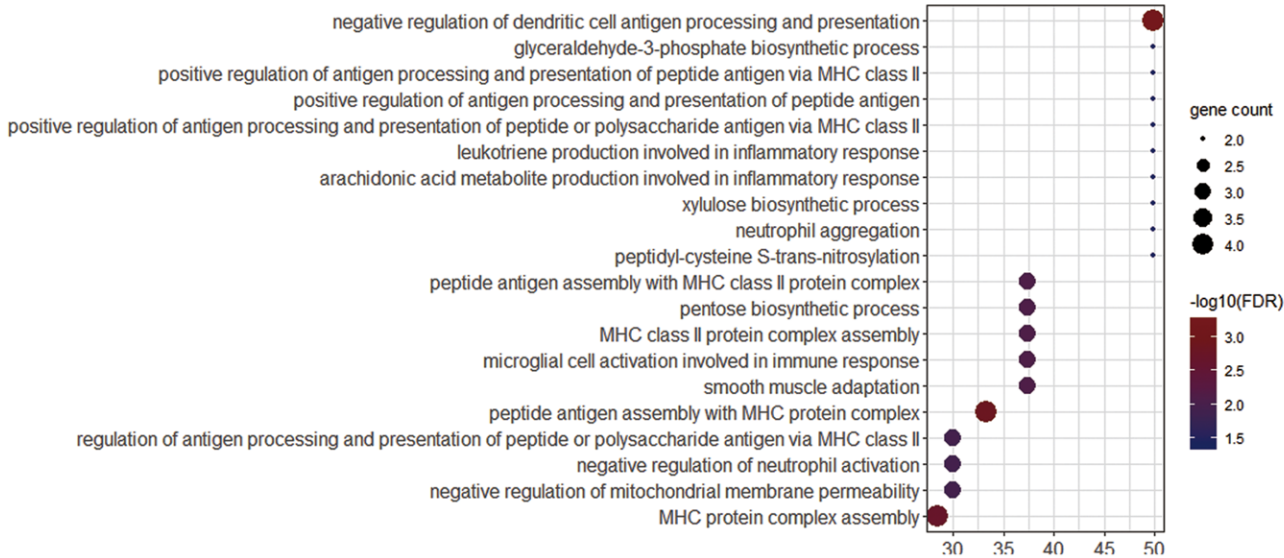 negative regulation of dendritic cell antigen processing and presentation
glyceraldehyde-3-phosphate biosynthetic process
positive regulation of antigen processing and presentation of peptide antigen via MHC class II
positive regulation of antigen processing and presentation of peptide antigen
positive regulation of antigen processing and presentation of peptide or polysaccharide antigen via MHC class II
leukotriene production involved in inflammatory response
arachidonic acid metabolite production involved in inflammatory response
xylulose biosynthetic process
neutrophil aggregation
peptidyl-cysteine S-trans-nitrosylation
peptide antigen assembly with MHC class II protein complex
pentose biosynthetic process
MHC class II protein complex assembly
microglial cell activation involved in immune response
smooth muscle adaptation
peptide antigen assembly with MHC protein complex
regulation of antigen processing and presentation of peptide or polysaccharide antigen via MHC class II
negative regulation of neutrophil activation
negative regulation of mitochondrial membrane permeability
MHC protein complex assembly
30 35 40 45 50
gene count
2.0
2.5
3.0
3.5
4.0
-log10(FDR)
3.0
2.5
2.0
1.5